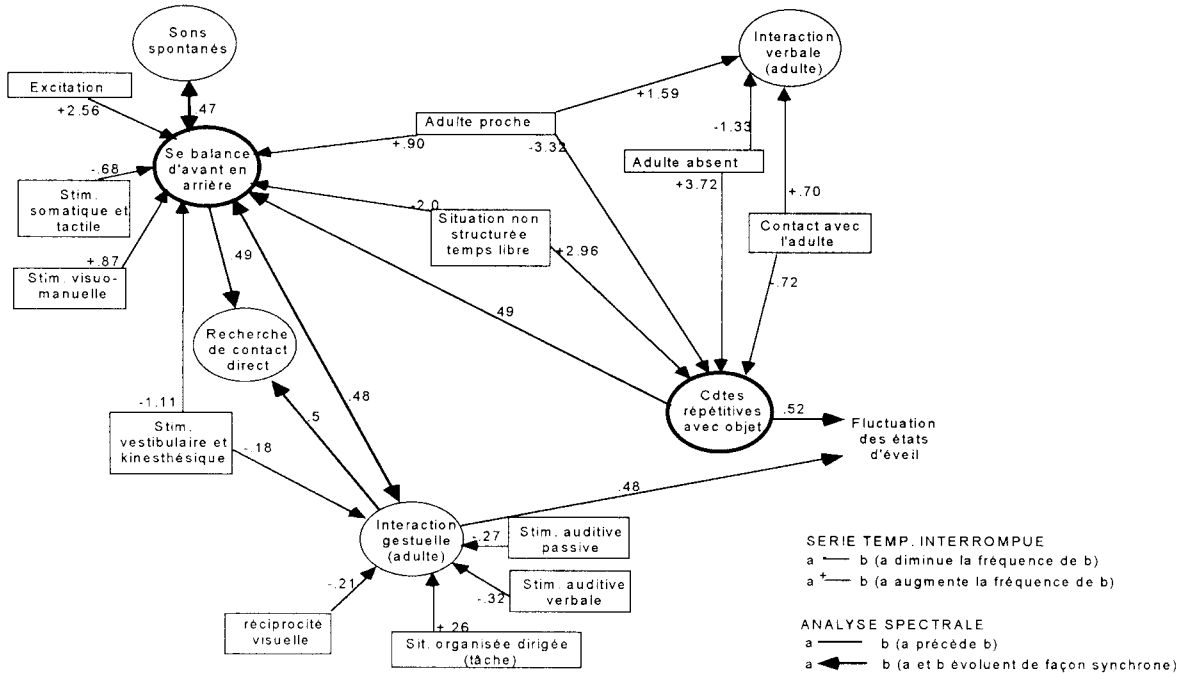 Sons
spontanés
Interaction
verbale
(adulte)
Excitation
+2.56
.47
Adulte proche
+1.59
+.90
-3.32
-1.33
Se balance
d'avant en
arrière
Adulte absent
+3.72
-.68
Stim.
somatique et
tactile
-2.0
Situation non
structurée
temps libre
+2.96
+.70
Contact avec
l'adulte
-.72
+.87
Stim. visuo-
manuelle
.49
.49
Recherche
de contact
direct
-1.11
.5
.48
Cdtes
répétitives
avec objet
.52
Fluctuation
des états
d'éveil
Stim.
vestibulaire et
kinesthésique
-.18
.48
Interaction
gestuelle
(adulte)
-.27
Stim. auditive
passive
-.21
-.32
Stim. auditive
verbale
réciprocité
visuelle
+.26
Sit. organisée dirigée
(tâche)
SERIE TEMP. INTERROMPUE
a - b (a diminue la fréquence de b)
a + b (a augmente la fréquence de b)
ANALYSE SPECTRALE
a b (a précède b)
a b (a et b évoluent de façon synchrone)